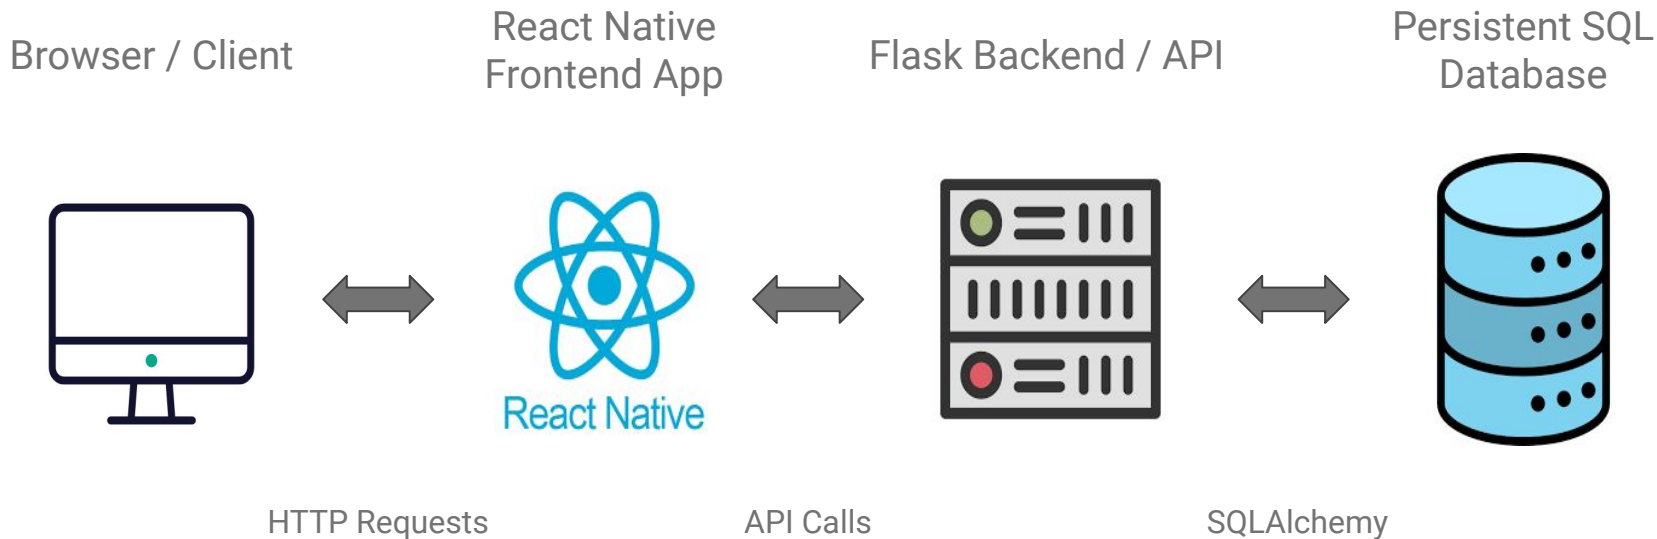 Browser / Client
React Native
Frontend App
Flask Backend / API
Persistent SQL
Database
React Native
HTTP Requests
API Calls
SQLAlchemy